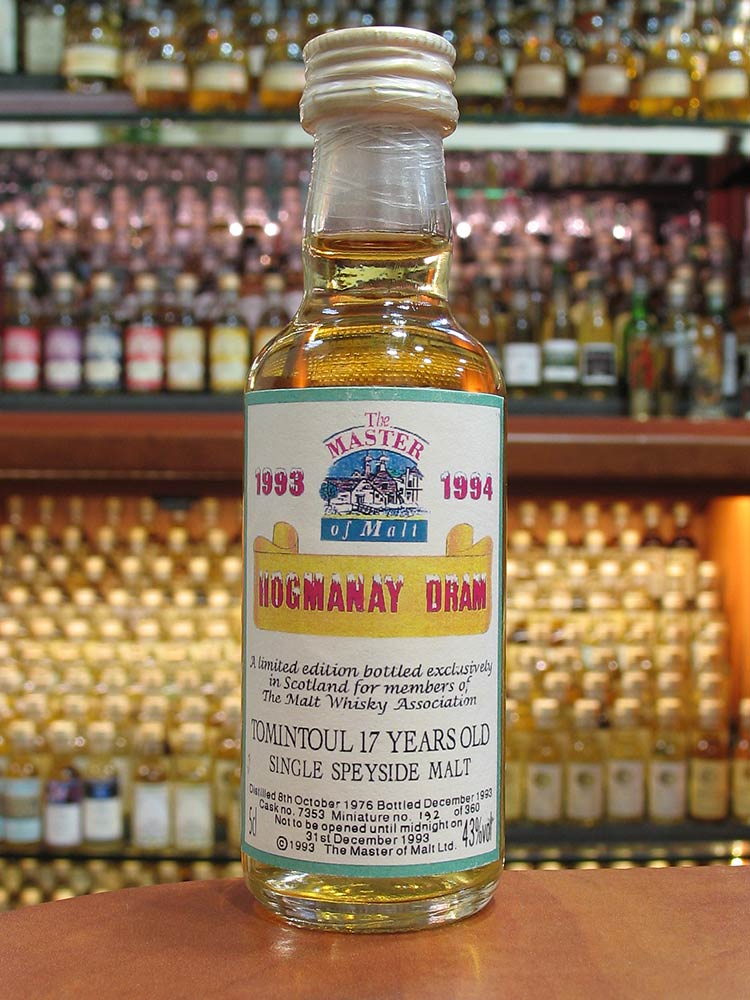 The
MASTER
1993 1994
of Malt
HOGMANAY DRAM
A limited edition bottled exclusively
in Scotland for members of
The Malt Whisky Association
TOMINTOUL 17 YEARS OLD
SINGLE SPEYSIDE MALT
Distilled 8th October 1976 Bottled December 1993
Cask no. 7353 Miniature no. 192 of 360
Not to be opened until midnight on
5cl 31st December 1993 43%vol
©1993 The Master of Malt Ltd.